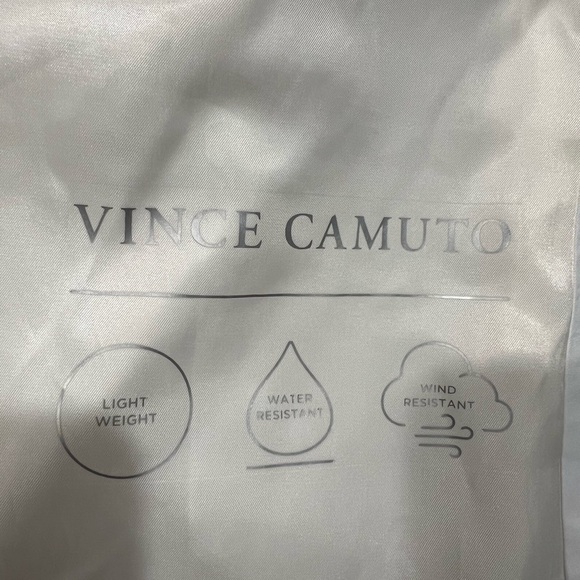 VINCE CAMUTO
LIGHT
WEIGHT
WATER
RESISTANT
WIND
RESISTANT